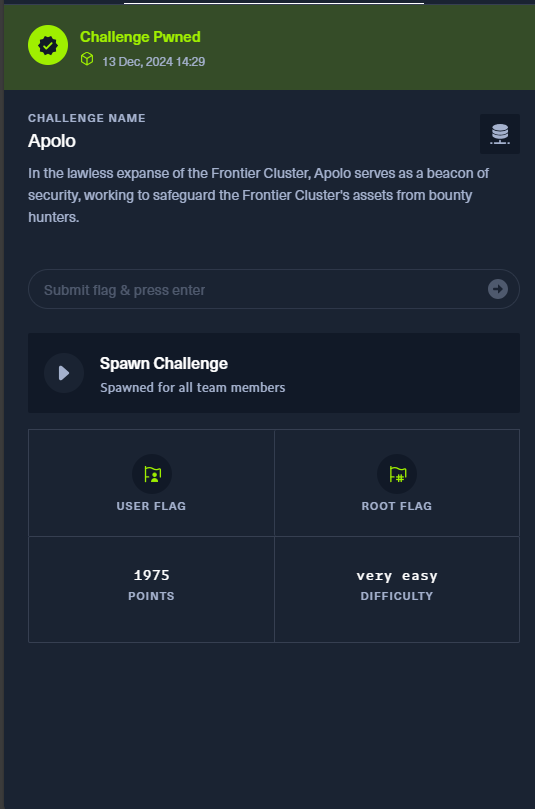 Challenge Pwned
13 Dec, 2024 14:29
CHALLENGE NAME
Apolo
In the lawless expanse of the Frontier Cluster, Apolo serves as a beacon of
security, working to safeguard the Frontier Cluster's assets from bounty
hunters.
Submit flag & press enter
Spawn Challenge
Spawned for all team members
USER FLAG
ROOT FLAG
1975
POINTS
very easy
DIFFICULTY